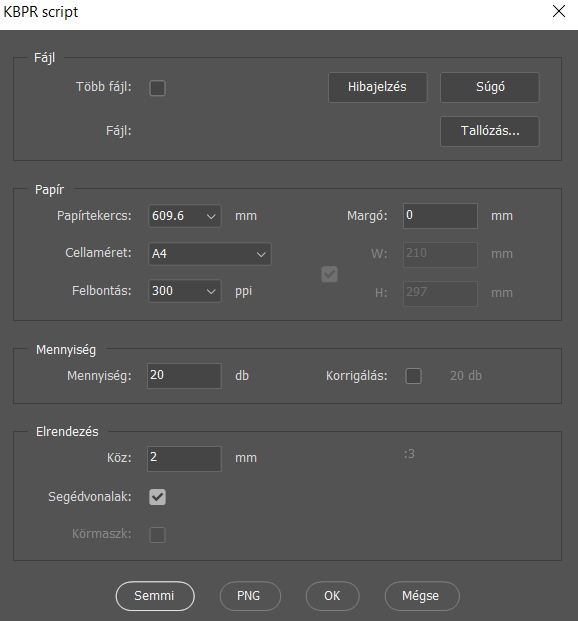 KBPR script
Fájl
Több fájl:
Hibajelzés
Súgó
Fájl:
Tallózás...
Papír
Papírtekercs: 609.6 mm
Margó: 0 mm
Cellaméret: A4
W: 210 mm
Felbontás: 300 ppi
H: 297 mm
Mennyiség
Mennyiség: 20 db
Korrigálás: 20 db
Elrendezés
Köz: 2 mm
:3
Segédvonalak:
Körmaszk:
Semmi
PNG
OK
Mégse